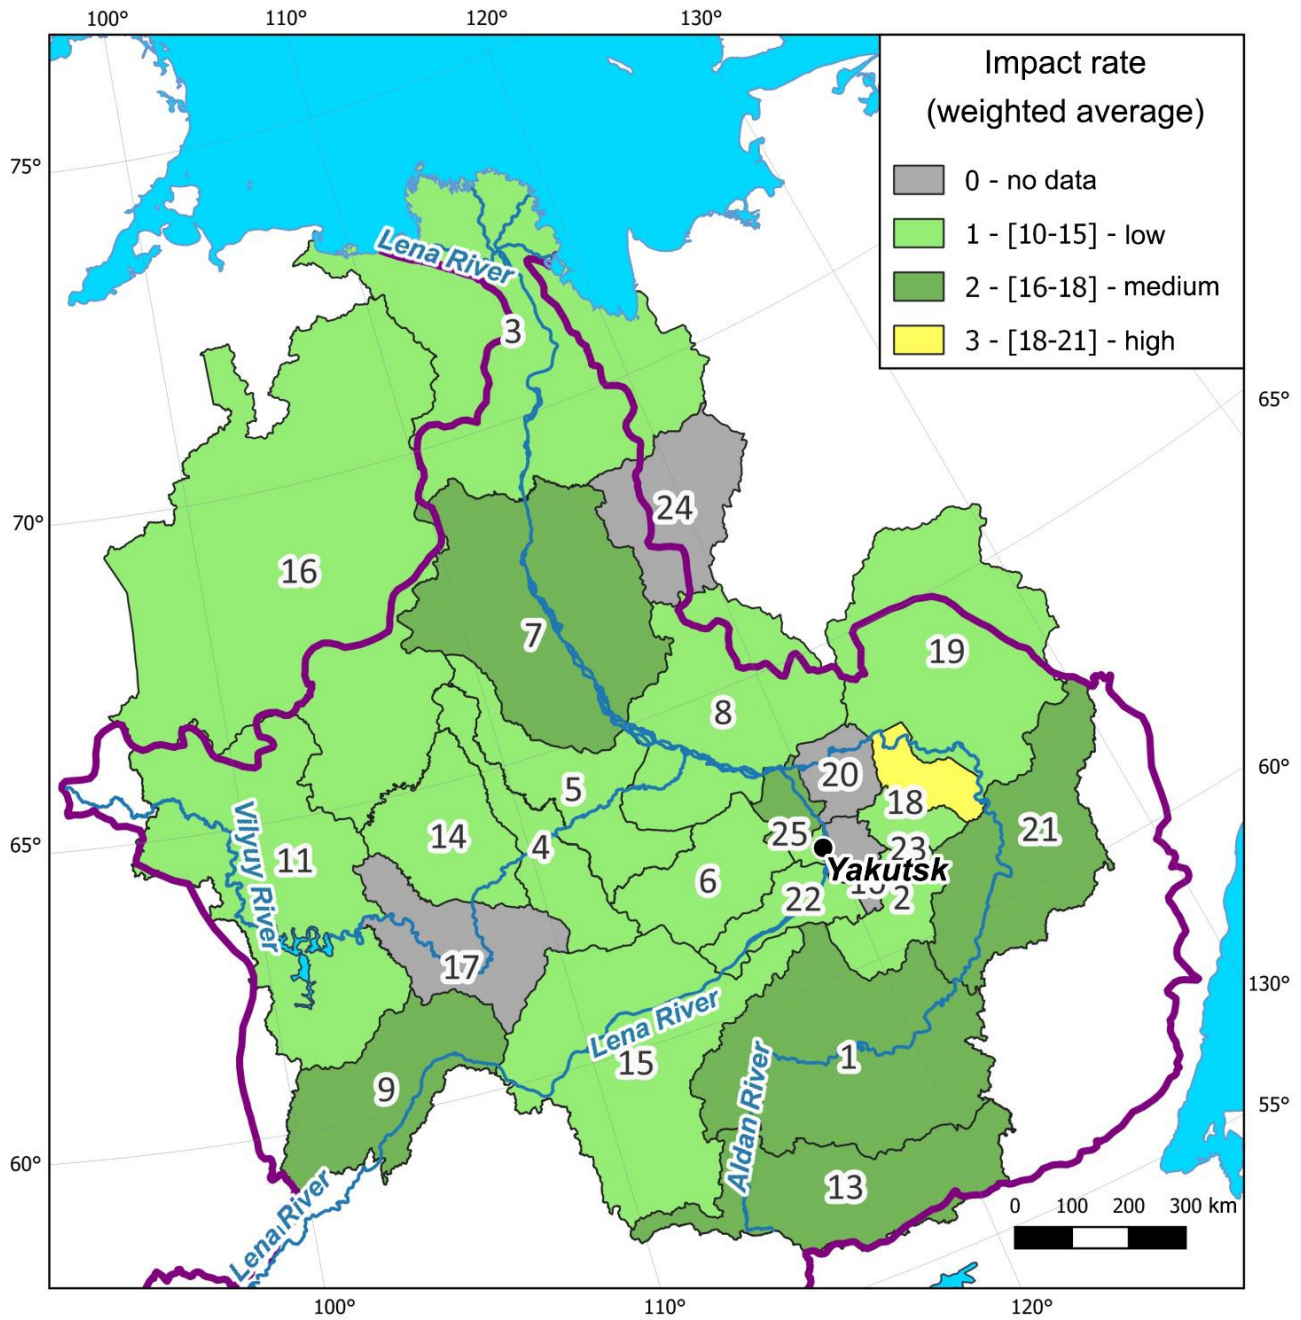 100°
110°
120°
130°
Impact rate
(weighted average)
0 - no data
1 - [10-15] - low
2 - [16-18] - medium
3 - [18-21] - high
75°
Lena River
3
65°
70°
24
16
7
19
8
60°
20
5
18
25
21
14
4
65°
Vilyuy River
11
23
Yakutsk
6
22
2
17
130°
Lena River
15
1
9
Aldan River
55°
60°
13
0 100 200 300 km
Lena River
100°
110°
120°